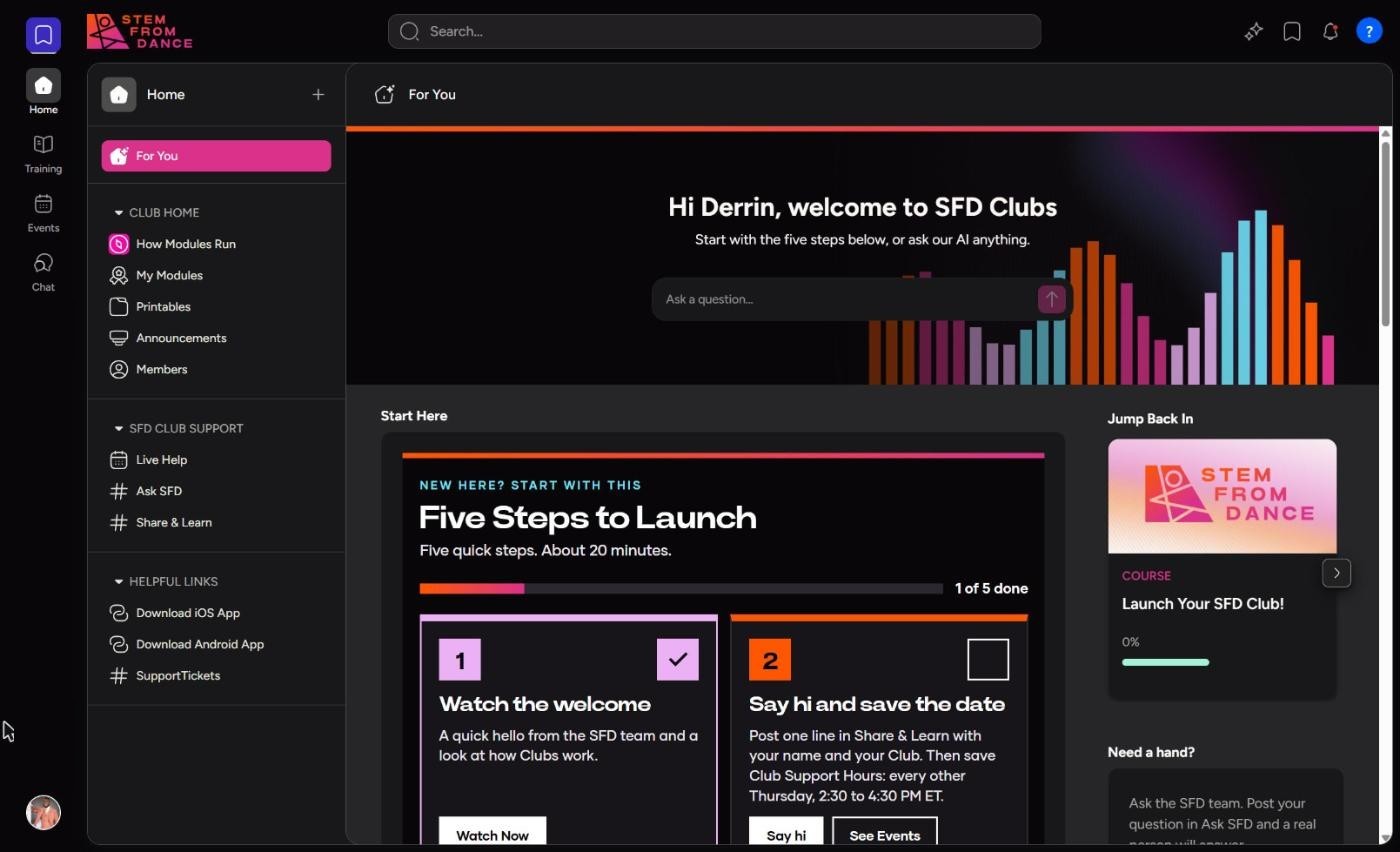 STEM
FROM
DANCE
Search...
?
Home
Training
Events
Chat
Home
For You
CLUB HOME
How Modules Run
My Modules
Printables
Announcements
Members
SFD CLUB SUPPORT
Live Help
Ask SFD
Share & Learn
HELPFUL LINKS
Download iOS App
Download Android App
SupportTickets
For You
Hi Derrin, welcome to SFD Clubs
Start with the five steps below, or ask our AI anything.
Ask a question...
Start Here
NEW HERE? START WITH THIS
Five Steps to Launch
Five quick steps. About 20 minutes.
1 of 5 done
1
Watch the welcome
A quick hello from the SFD team and a
look at how Clubs work.
Watch Now
2
Say hi and save the date
Post one line in Share & Learn with
your name and your Club. Then save
Club Support Hours: every other
Thursday, 2:30 to 4:30 PM ET.
Say hi
See Events
Jump Back In
STEM
FROM
DANCE
COURSE
Launch Your SFD Club!
0%
Need a hand?
Ask the SFD team. Post your
question in Ask SFD and a real
person will answer